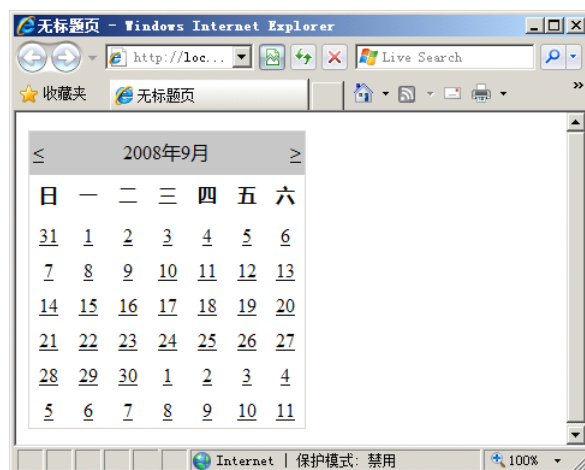 无标题页 - Windows Internet Explorer
http://loc... Live Search
收藏夹 无标题页 »
< 2008年9月 >
日 一 二 三 四 五 六
31 1 2 3 4 5 6
7 8 9 10 11 12 13
14 15 16 17 18 19 20
21 22 23 24 25 26 27
28 29 30 1 2 3 4
5 6 7 8 9 10 11
Internet | 保护模式: 禁用 100%